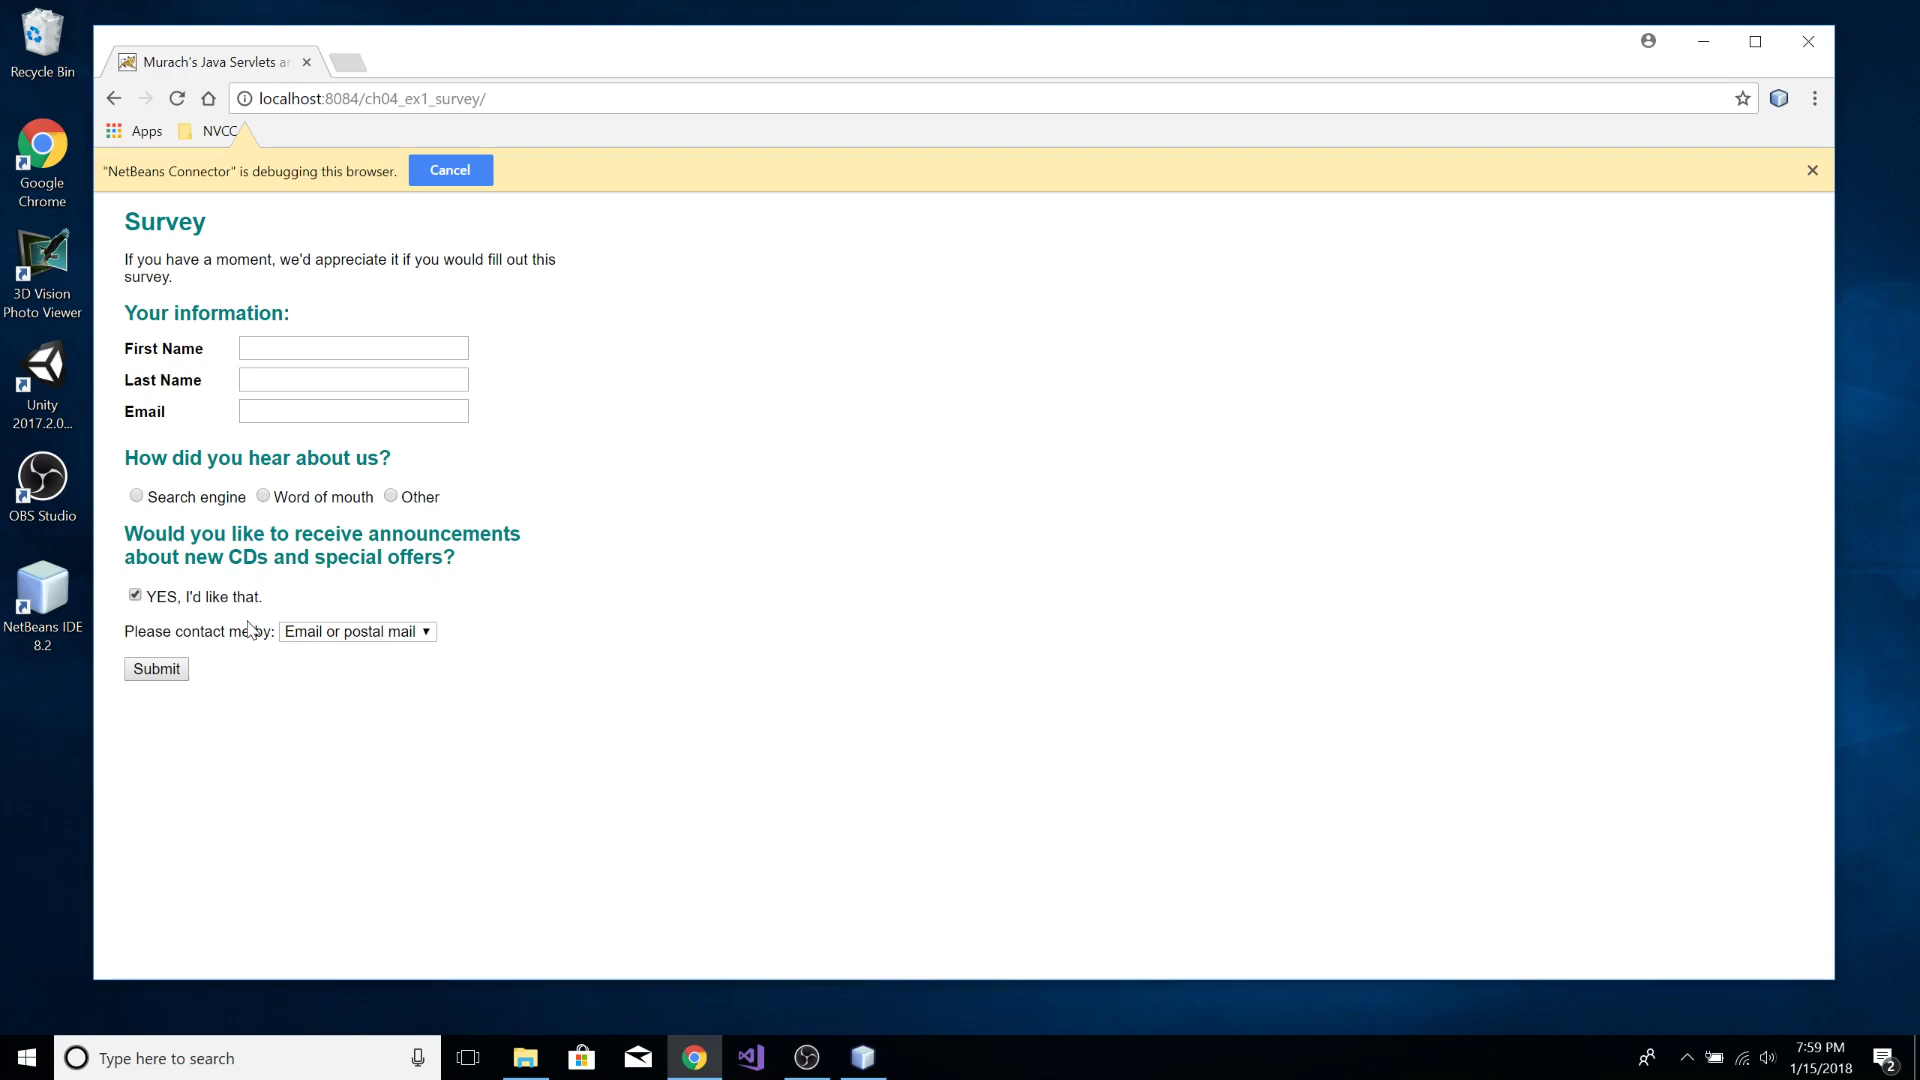 Recycle Bin
Google
Chrome
3D Vision
Photo Viewer
Unity
2017.2.0...
OBS Studio
NetBeans IDE
8.2
Murach's Java Servlets ar
localhost:8084/ch04_ex1_survey/
Apps NVCC
"NetBeans Connector" is debugging this browser. Cancel
Survey
If you have a moment, we'd appreciate it if you would fill out this
survey.
Your information:
First Name
Last Name
Email
How did you hear about us?
Search engine Word of mouth Other
Would you like to receive announcements
about new CDs and special offers?
YES, I'd like that.
Please contact me by: Email or postal mail
Submit
Type here to search
7:59 PM
1/15/2018
2